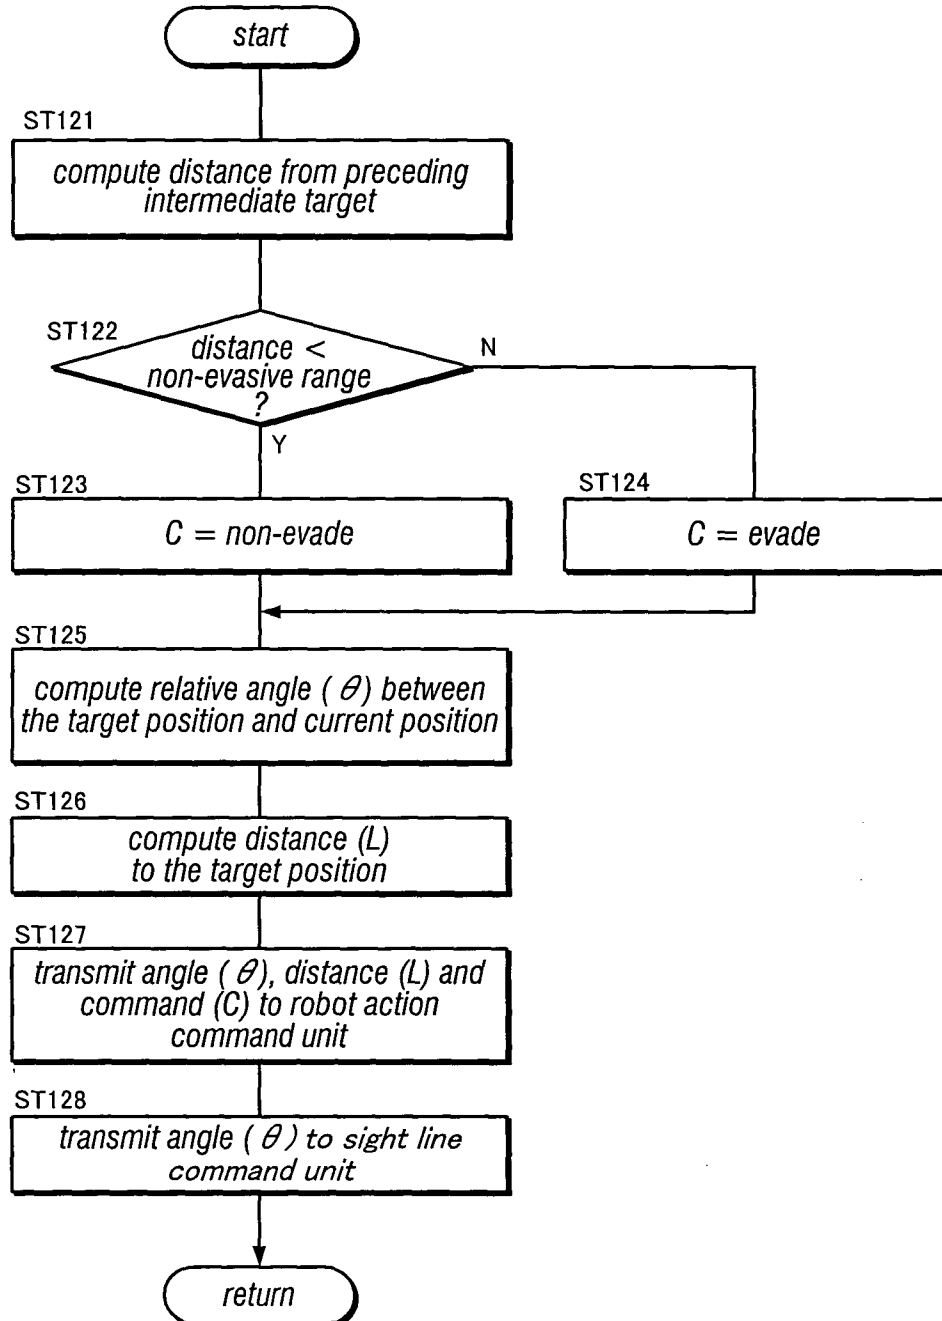 start
ST121
compute distance from preceding
intermediate target
ST122
distance <
non-evasive range
?
N
Y
ST123
C = non-evade
ST124
C = evade
ST125
compute relative angle ( θ ) between
the target position and current position
ST126
compute distance (L)
to the target position
ST127
transmit angle ( θ ), distance (L) and
command (C) to robot action
command unit
ST128
transmit angle ( θ ) to sight line
command unit
return